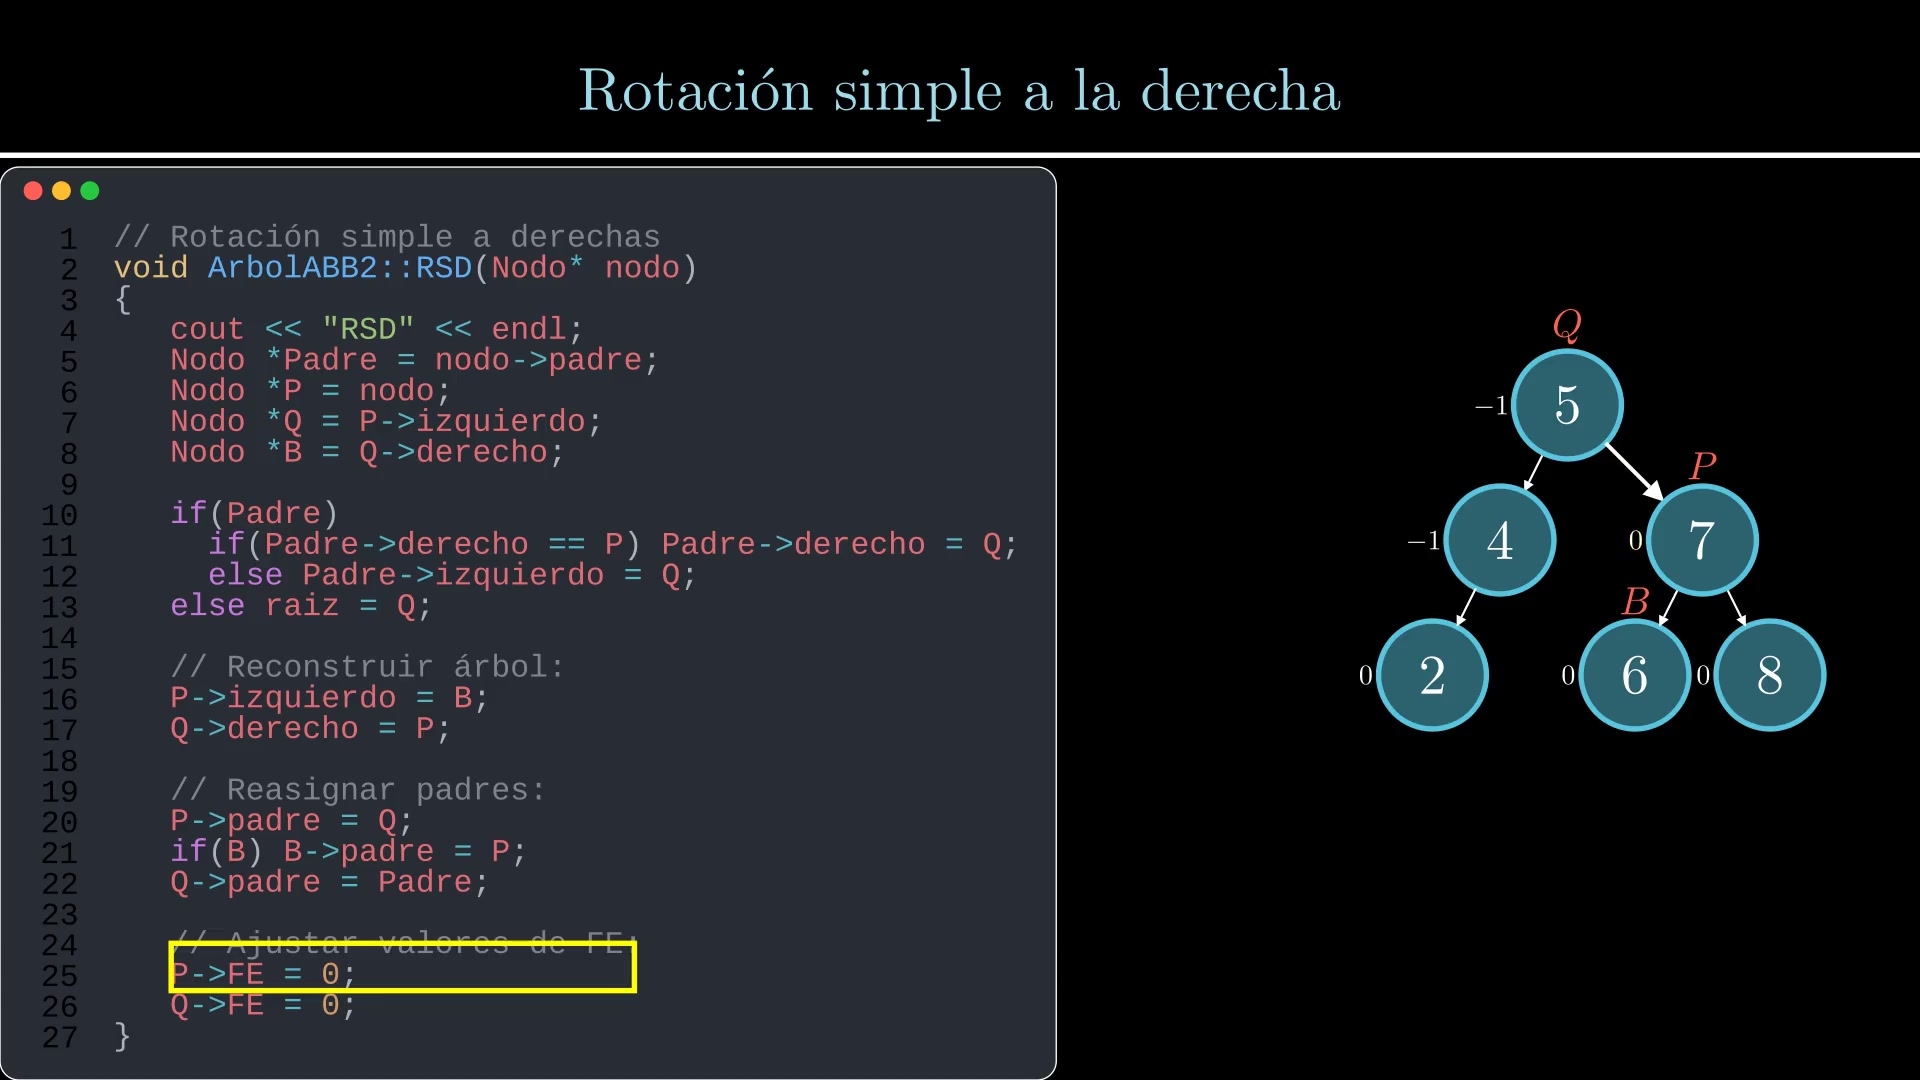 Rotación simple a la derecha
1 // Rotación simple a derechas
2 void ArbolABB2::RSD(Nodo* nodo)
3 {
4 cout << "RSD" << endl;
5 Nodo *Padre = nodo->padre;
6 Nodo *P = nodo;
7 Nodo *Q = P->izquierdo;
8 Nodo *B = Q->derecho;
9
10 if(Padre)
11 if(Padre->derecho == P) Padre->derecho = Q;
12 else Padre->izquierdo = Q;
13 else raiz = Q;
14
15 // Reconstruir árbol:
16 P->izquierdo = B;
17 Q->derecho = P;
18
19 // Reasignar padres:
20 P->padre = Q;
21 if(B) B->padre = P;
22 Q->padre = Padre;
23
24 // Ajustar valores de FE:
25 P->FE = 0;
26 Q->FE = 0;
27 }
Q
−1 5
P
−1 4 0 7
B
0 2 0 6 0 8